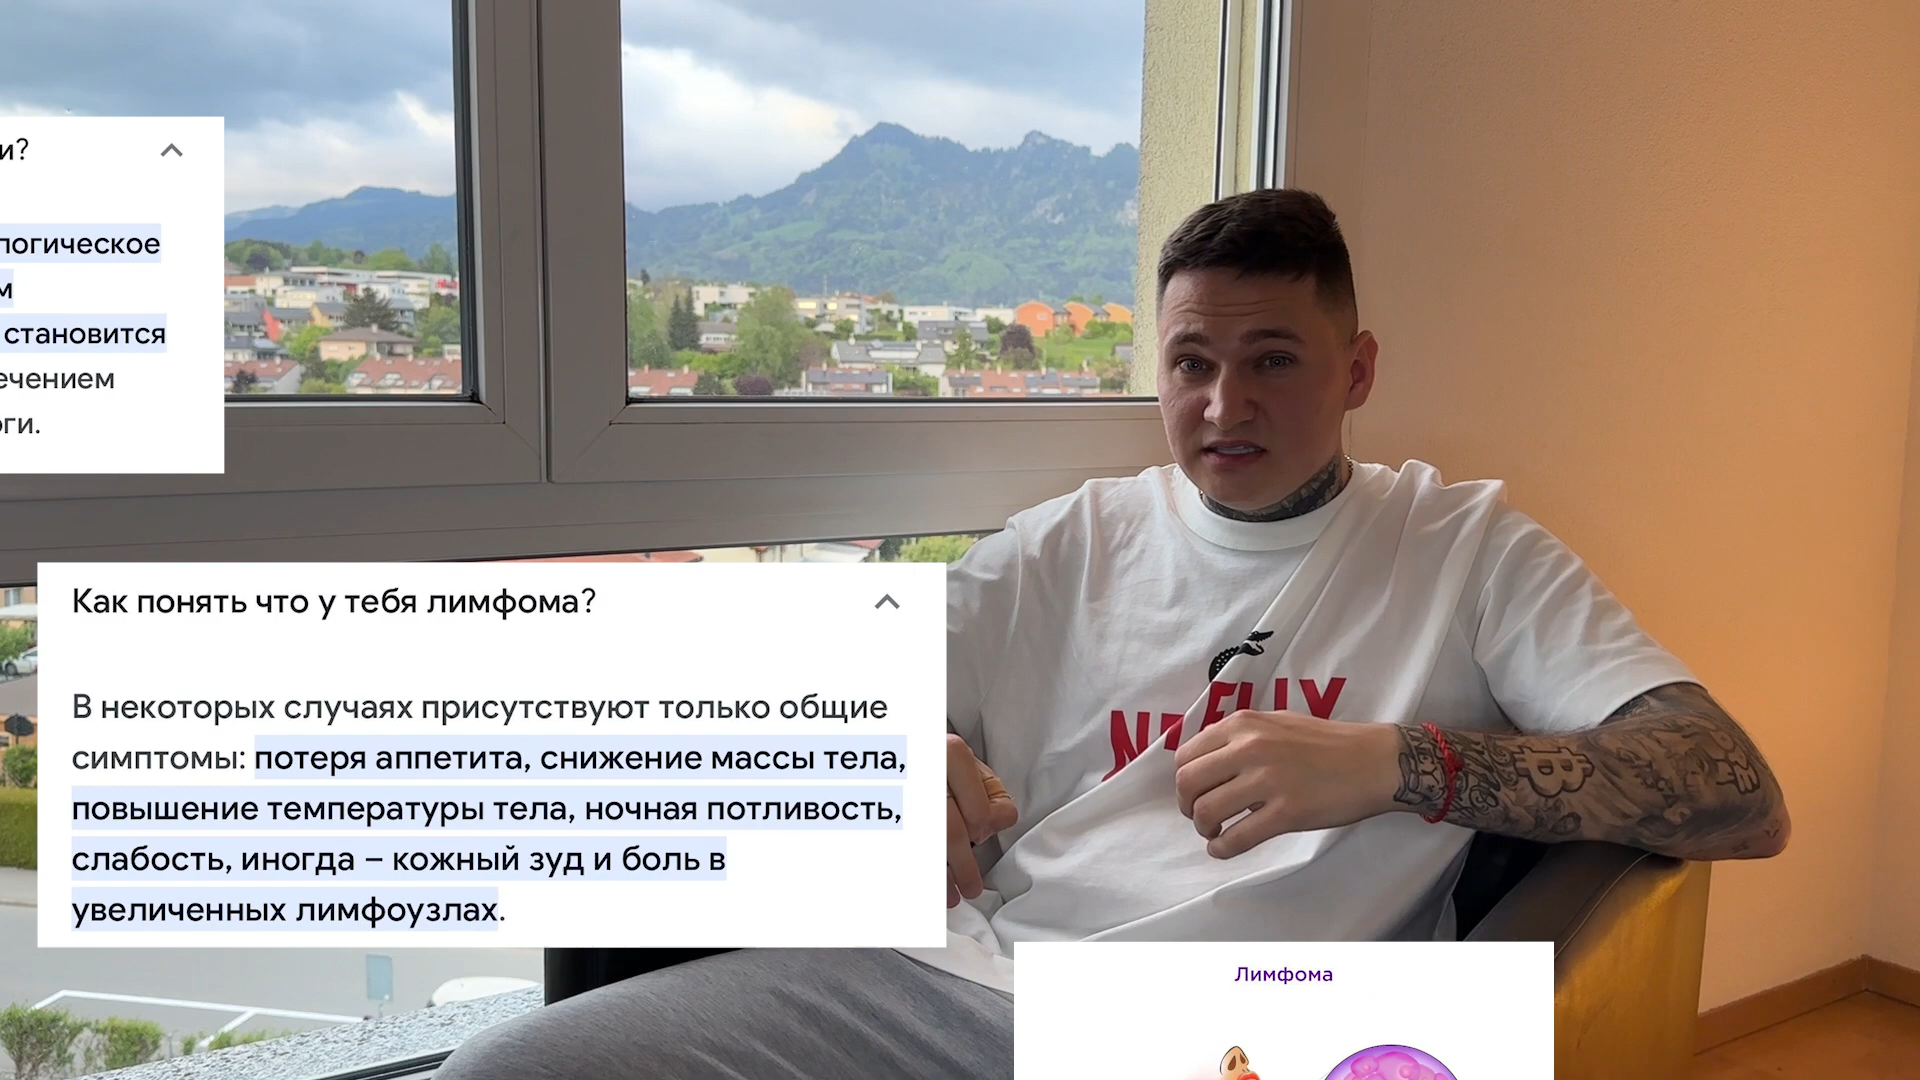 и?
логическое
м
становится
ечением
оги.
Как понять что у тебя лимфома?
В некоторых случаях присутствуют только общие
симптомы: потеря аппетита, снижение массы тела,
повышение температуры тела, ночная потливость,
слабость, иногда – кожный зуд и боль в
увеличенных лимфоузлах.
Лимфома